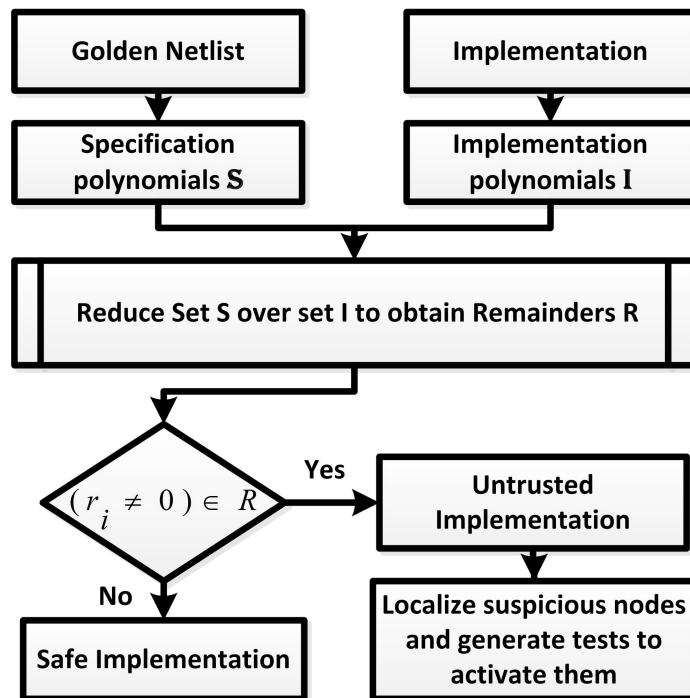 Golden Netlist
Implementation
Specification
polynomials S
Implementation
polynomials I
Reduce Set S over set I to obtain Remainders R
(r_i ≠ 0) ∈ R
Yes
Untrusted
Implementation
No
Safe Implementation
Localize suspicious nodes
and generate tests to
activate them